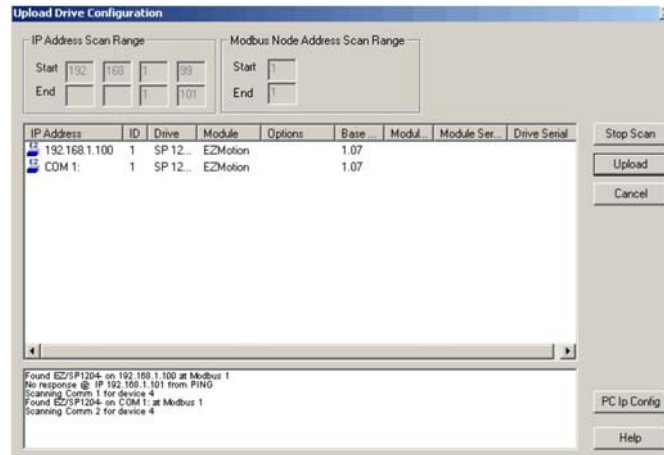 Upload Drive Configuration
IP Address Scan Range
Start 192 168 1 99
End 1 101
Modbus Node Address Scan Range
Start 1
End 1
IP Address ID Drive Module Options Base ... Modul... Module Ser... Drive Serial
192.168.1.100 1 SP 12... EZMotion 1.07
COM 1: 1 SP 12... EZMotion 1.07
Stop Scan
Upload
Cancel
Found EZ/SP1204- on 192.168.1.100 at Modbus 1
No response @ IP 192.168.1.101 from PING
Scanning Comm 1 for device 4
Found EZ/SP1204- on COM 1: at Modbus 1
Scanning Comm 2 for device 4
PC Ip Config
Help